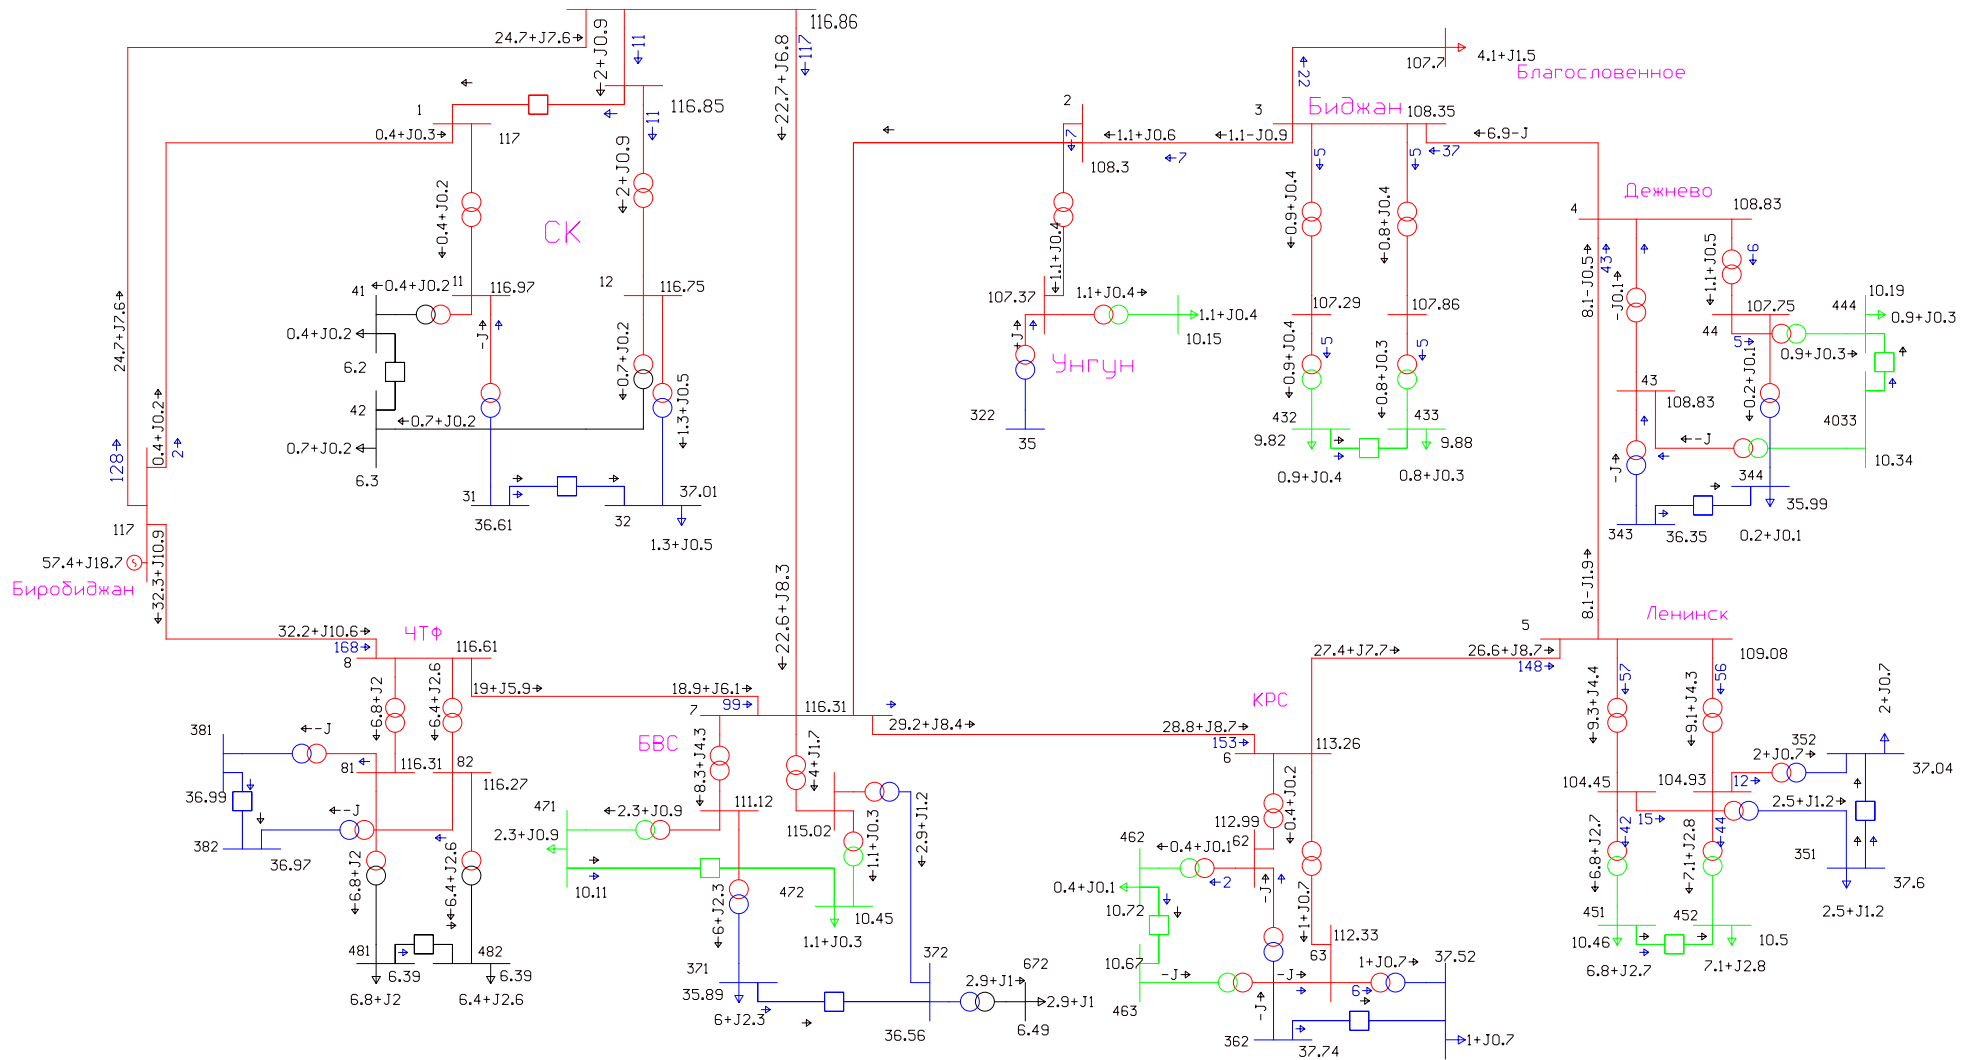 116.86
24.7+J7.6
2+J0.9
11
22.7+J6.8
117
4.1+J1.5
107.7
Благословенное
22
1
116.85
2
3
Биджан
108.35
0.4+J0.3
117
11
2+J0.9
7
1.1+J0.6
1.1-J0.9
6.9-J
108.3
7
5
5
37
Дежнево
0.4+J0.2
СК
0.9+J0.4
0.8+J0.4
4
108.83
43
8.1-J0.5
1.1+J0.5
6
1.1+J0.4
41
0.4+J0.2
11
116.97
12
116.75
107.37
1.1+J0.4
107.29
107.86
-J0.1
107.75
444
10.19
0.4+J0.2
-J
0.7+J0.2
J
1.1+J0.4
10.15
0.9+J0.4
5
0.8+J0.3
5
44
5
0.9+J0.3
0.9+J0.3
6.2
Унгун
24.7+J7.6
42
0.7+J0.2
1.3+J0.5
322
35
432
9.82
433
9.88
43
108.83
0.2+J0.1
4033
0.7+J0.2
6.3
128
0.4+J0.2
2
0.9+J0.4
0.8+J0.3
-J
-J
344
10.34
31
36.61
32
37.01
343
36.35
35.99
0.2+J0.1
117
1.3+J0.5
57.4+J18.7
Биробиджан
32.3+J10.9
22.6+J8.3
8.1-J1.9
32.2+J10.6
168
8
ЧТФ
116.61
27.4+J7.7
26.6+J8.7
148
5
Ленинск
109.08
6.8+J2
6.4+J2.6
19+J5.9
18.9+J6.1
99
7
116.31
29.2+J8.4
КРС
28.8+J8.7
153
6
113.26
9.3+J4.4
57
9.1+J4.3
56
2+J0.7
381
-J
81
116.31
82
116.27
БВС
8.3+J4.3
4+J1.7
0.4+J0.2
104.45
104.93
2+J0.7
12
352
37.04
36.99
-J
471
2.3+J0.9
2.3+J0.9
111.12
115.02
1.1+J0.3
2.9+J1.2
112.99
462
0.4+J0.1
62
2.5+J1.2
15
42
44
382
36.97
6.8+J2
6.4+J2.6
10.11
472
10.45
1.1+J0.3
6+J2.3
0.4+J0.1
10.72
2
-J
1+J0.7
6.8+J2.7
7.1+J2.8
351
37.6
2.5+J1.2
481
6.39
482
6.39
6.8+J2
6.4+J2.6
371
35.89
6+J2.3
372
36.56
2.9+J1
672
2.9+J1
6.49
10.67
-J
463
-J
-J
112.33
63
1+J0.7
6
37.52
362
37.74
1+J0.7
451
10.46
452
10.5
6.8+J2.7
7.1+J2.8